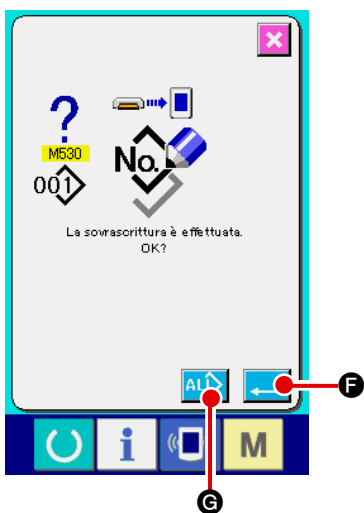 ?
M530
001
No.
La sovrascrittura è effettuata.
OK?
ALL
F
i
M
G